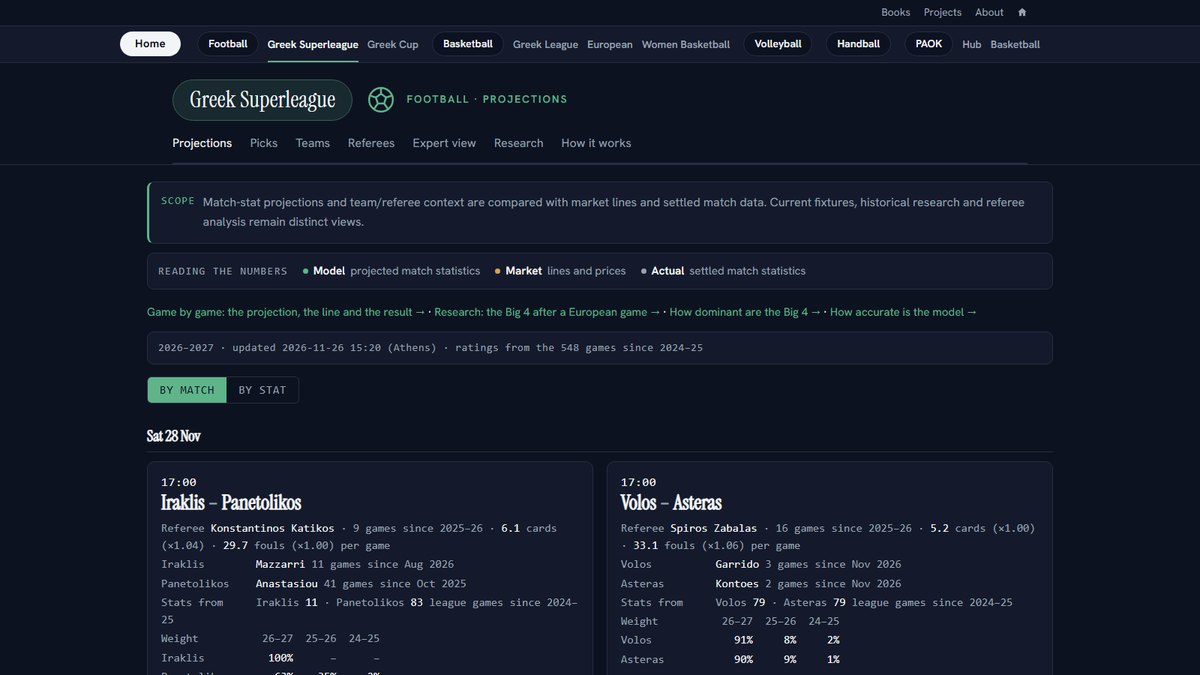 Books Projects About
Home Football Greek Superleague Greek Cup Basketball Greek League European Women Basketball Volleyball Handball PAOK Hub Basketball
Greek Superleague FOOTBALL · PROJECTIONS
Projections Picks Teams Referees Expert view Research How it works
SCOPE Match-stat projections and team/referee context are compared with market lines and settled match data. Current fixtures, historical research and referee
analysis remain distinct views.
READING THE NUMBERS Model projected match statistics Market lines and prices Actual settled match statistics
Game by game: the projection, the line and the result → · Research: the Big 4 after a European game → · How dominant are the Big 4 → · How accurate is the model →
2026–2027 · updated 2026-11-26 15:20 (Athens) · ratings from the 548 games since 2024–25
BY MATCH BY STAT
Sat 28 Nov
17:00
Iraklis – Panetolikos
Referee Konstantinos Katikos · 9 games since 2025–26 · 6.1 cards
(×1.04) · 29.7 fouls (×1.00) per game
Iraklis Mazzarri 11 games since Aug 2026
Panetolikos Anastasiou 41 games since Oct 2025
Stats from Iraklis 11 · Panetolikos 83 league games since 2024–
25
Weight 26–27 25–26 24–25
Iraklis 100% – –
17:00
Volos – Asteras
Referee Spiros Zabalas · 16 games since 2025–26 · 5.2 cards (×1.00)
· 33.1 fouls (×1.06) per game
Volos Garrido 3 games since Nov 2026
Asteras Kontoes 2 games since Nov 2026
Stats from Volos 79 · Asteras 79 league games since 2024–25
Weight 26–27 25–26 24–25
Volos 91% 8% 2%
Asteras 90% 9% 1%